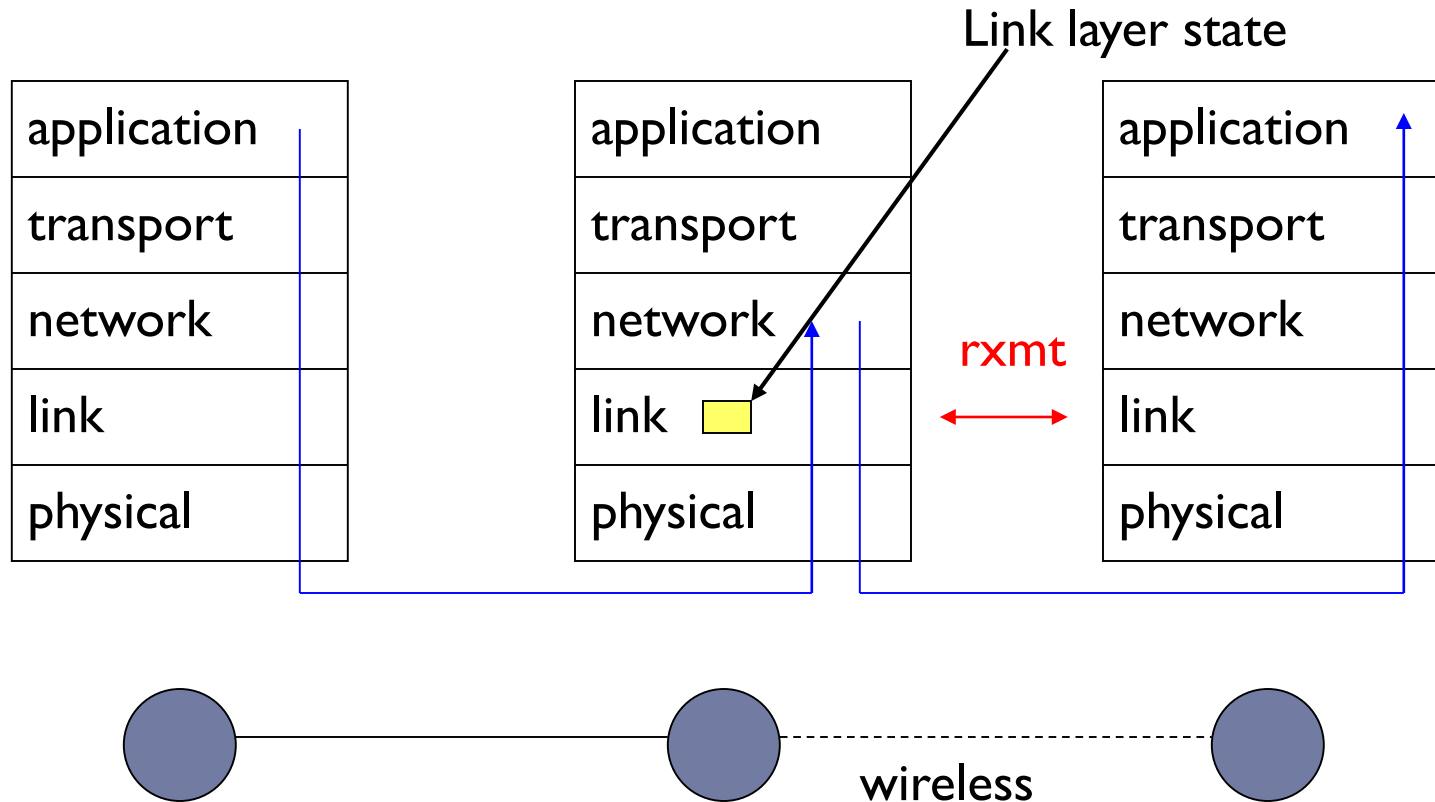 Link layer state
application
transport
network
link
physical
application
transport
network
link
physical
rxmt
application
transport
network
link
physical
wireless